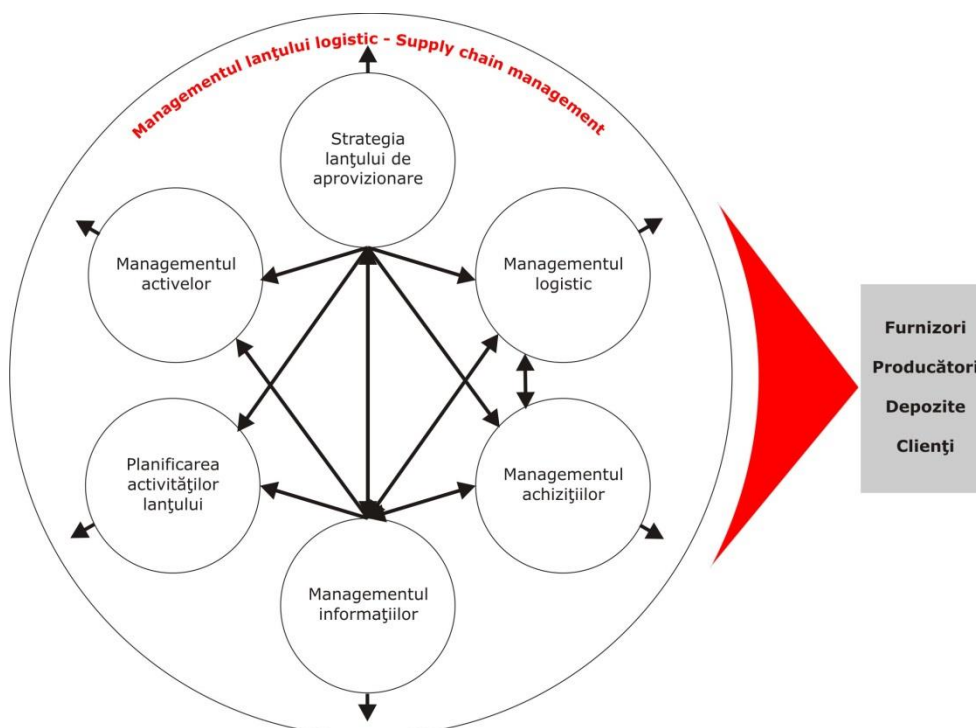 Managementul lanţului logistic - Supply chain management
Strategia
lanţului de
aprovizionare
Managementul
activelor
Managementul
logistic
Planificarea
activităţilor
lanţului
Managementul
achiziţiilor
Managementul
informaţiilor
Furnizori
Producători
Depozite
Clienţi